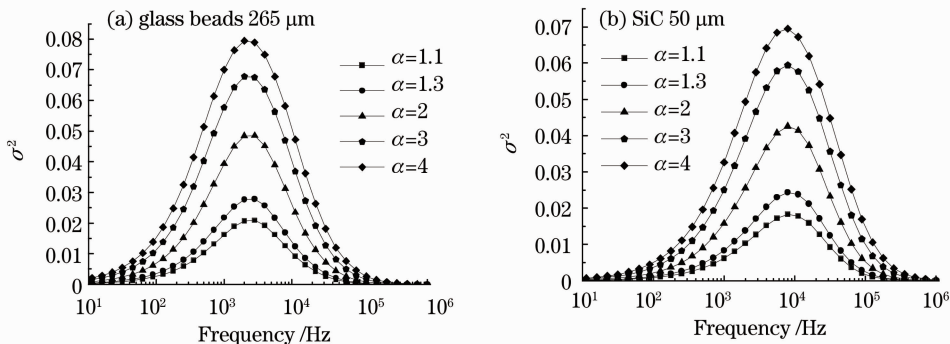 (a) glass beads 265 μm
0.08
0.07
0.06
0.05
0.04
0.03
0.02
0.01
0
σ²
α=1.1
α=1.3
α=2
α=3
α=4
10¹ 10² 10³ 10⁴ 10⁵ 10⁶
Frequency /Hz
(b) SiC 50 μm
0.07
0.06
0.05
0.04
0.03
0.02
0.01
0
σ²
α=1.1
α=1.3
α=2
α=3
α=4
10¹ 10² 10³ 10⁴ 10⁵ 10⁶
Frequency /Hz